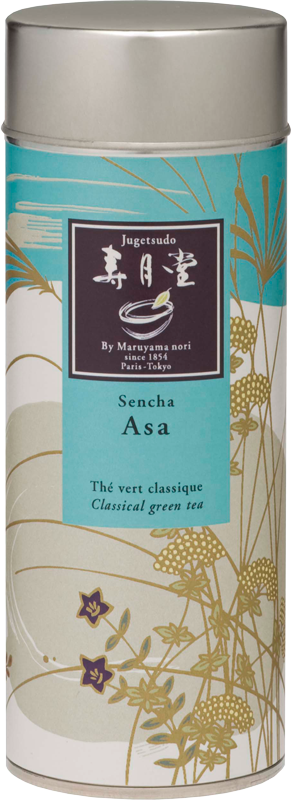 Jugetsudo
寿月堂
By Maruyama nori
since 1854
Paris-Tokyo
Sencha
Asa
Thé vert classique
Classical green tea